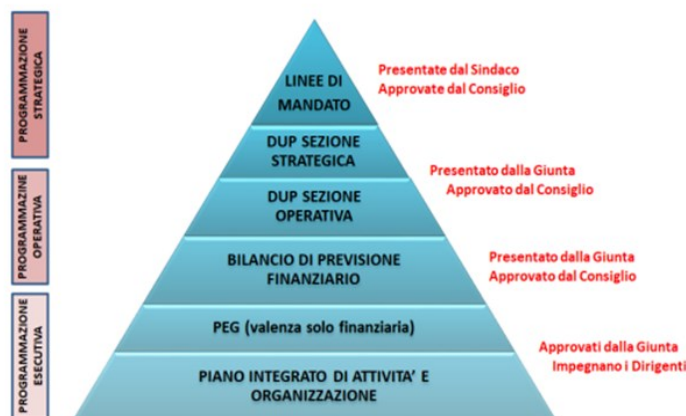 PROGRAMMAZIONE
STRATEGICA
LINEE DI
MANDATO
Presentate dal Sindaco
Approvate dal Consiglio
DUP SEZIONE
STRATEGICA
Presentato dalla Giunta
Approvato dal Consiglio
PROGRAMMAZINE
OPERATIVA
DUP SEZIONE
OPERATIVA
BILANCIO DI PREVISIONE
FINANZIARIO
Presentato dalla Giunta
Approvato dal Consiglio
PROGRAMMAZIONE
ESECUTIVA
PEG (valenza solo finanziaria)
Approvati dalla Giunta
Impegnano i Dirigenti
PIANO INTEGRATO DI ATTIVITA' E
ORGANIZZAZIONE